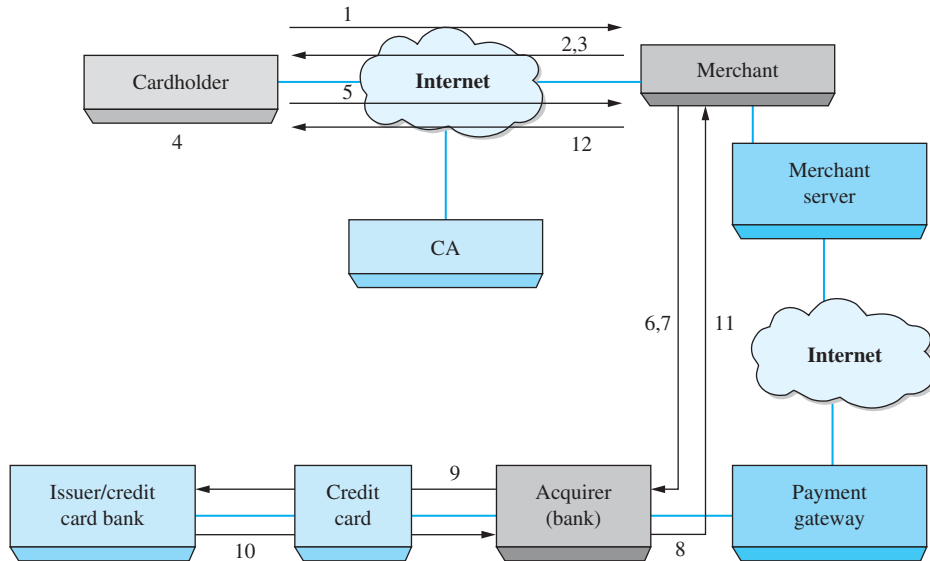 1
2,3
Cardholder
Internet
Merchant
5
4
12
Merchant
server
CA
6,7
11
Internet
9
Issuer/credit
card bank
Credit
card
Acquirer
(bank)
Payment
gateway
10
8